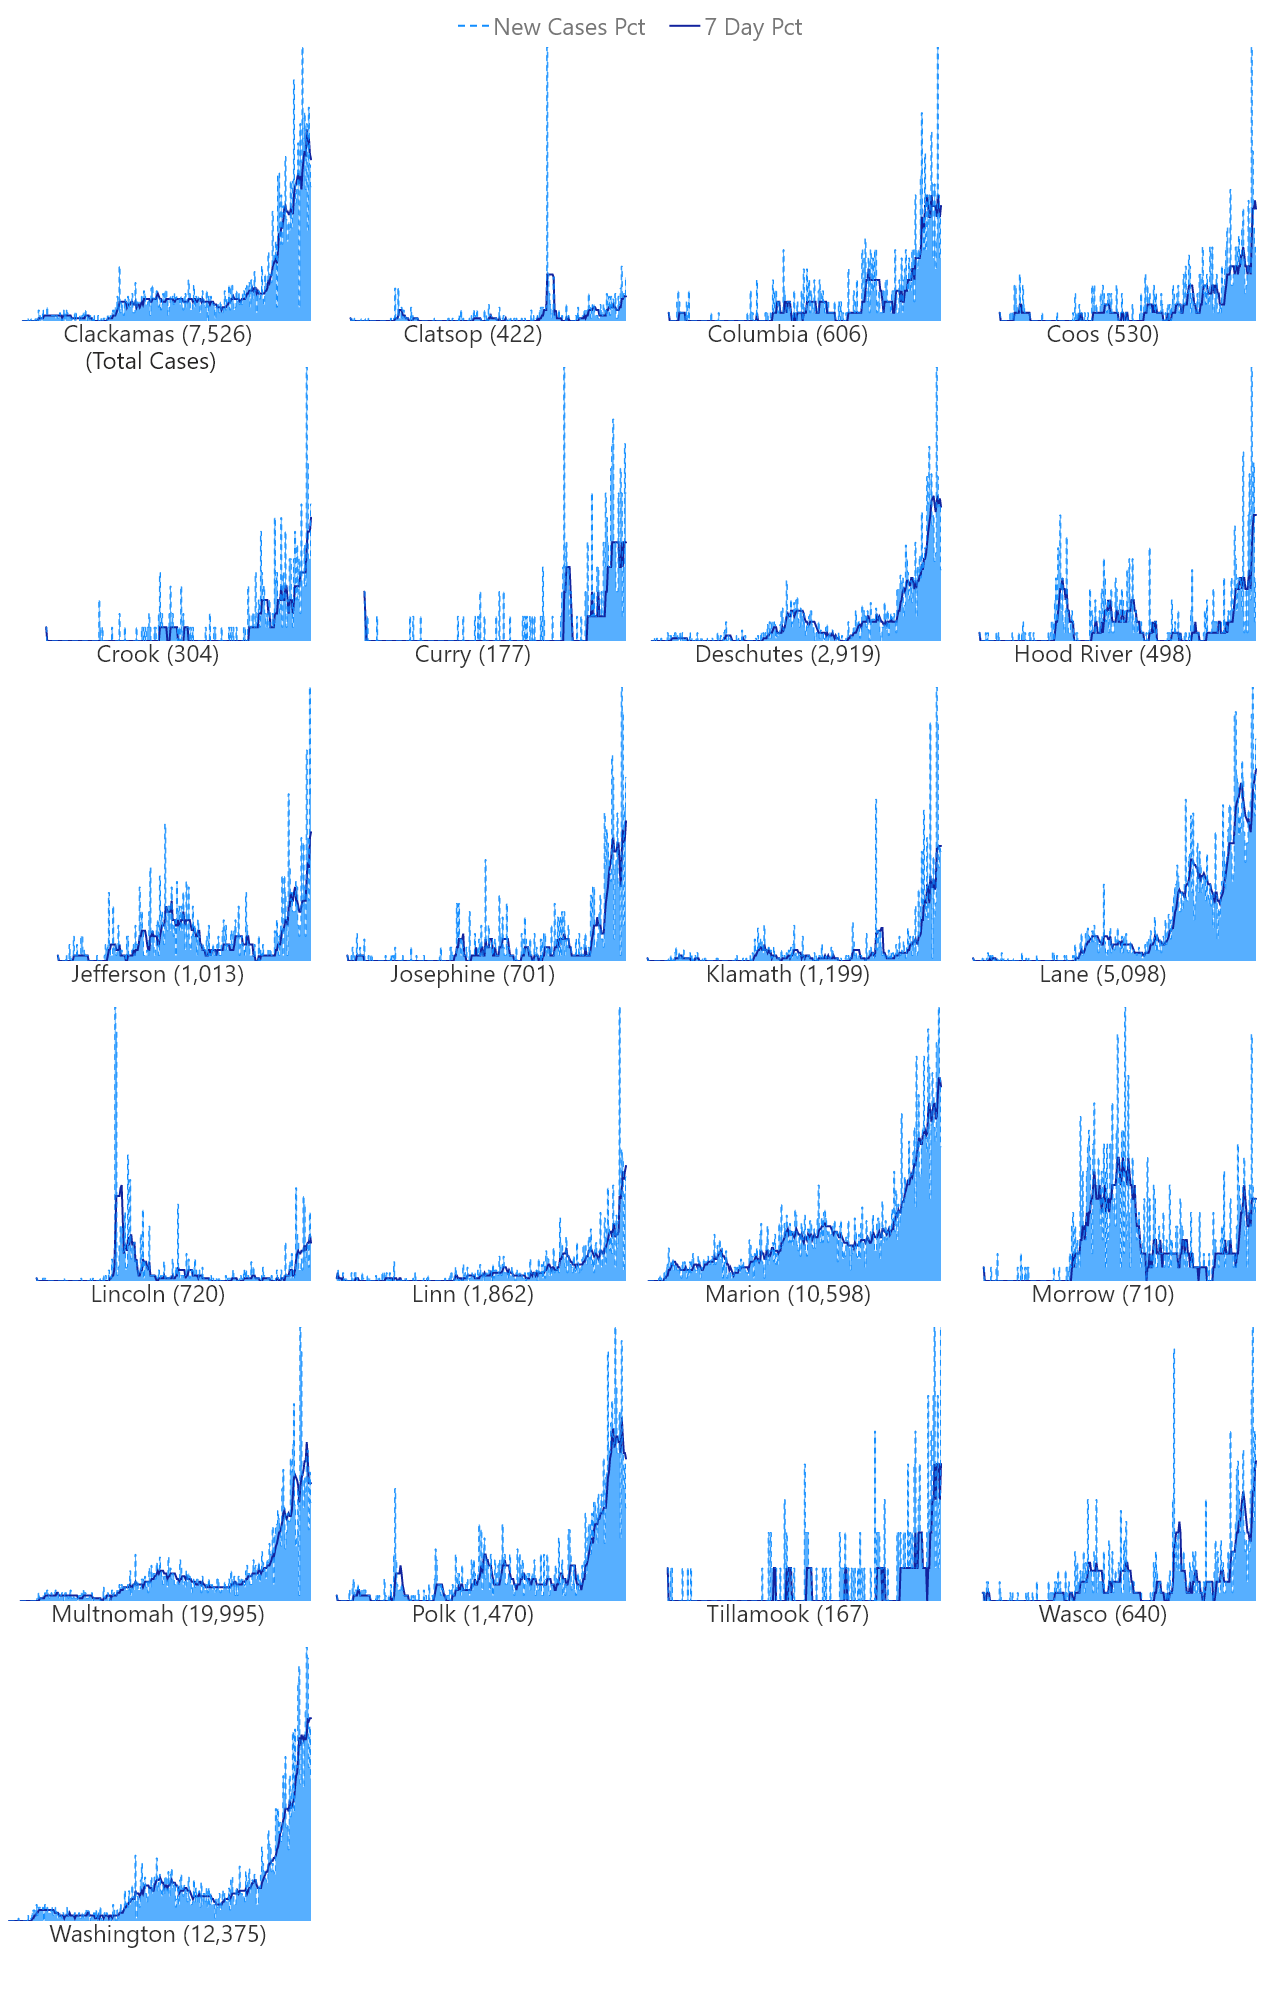 New Cases Pct 7 Day Pct
Clackamas (7,526) Clatsop (422) Columbia (606) Coos (530)
(Total Cases)
Crook (304) Curry (177) Deschutes (2,919) Hood River (498)
Jefferson (1,013) Josephine (701) Klamath (1,199) Lane (5,098)
Lincoln (720) Linn (1,862) Marion (10,598) Morrow (710)
Multnomah (19,995) Polk (1,470) Tillamook (167) Wasco (640)
Washington (12,375)